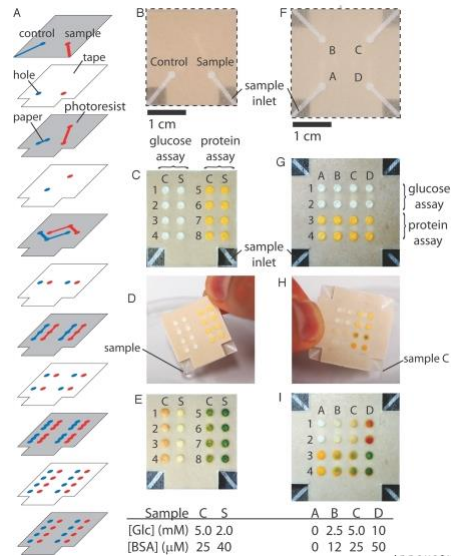 A
control sample
tape
hole
photoresist
paper
B
Control Sample
1 cm
sample
inlet
F
B C
A D
1 cm
glucose
assay
protein
assay
C
C S C S
1 5
2 6
3 7
4 8
sample
inlet
G
A B C D
1
2
3
4
glucose
assay
protein
assay
D
C S C S
sample
H
A B C D
sample C
E
C S C S
1 5
2 6
3 7
4 8
I
A B C D
1
2
3
4
Sample C S A B C D
[Glc] (mM) 5.0 2.0 0 2.5 5.0 10
[BSA] (μM) 25 40 0 12 25 50